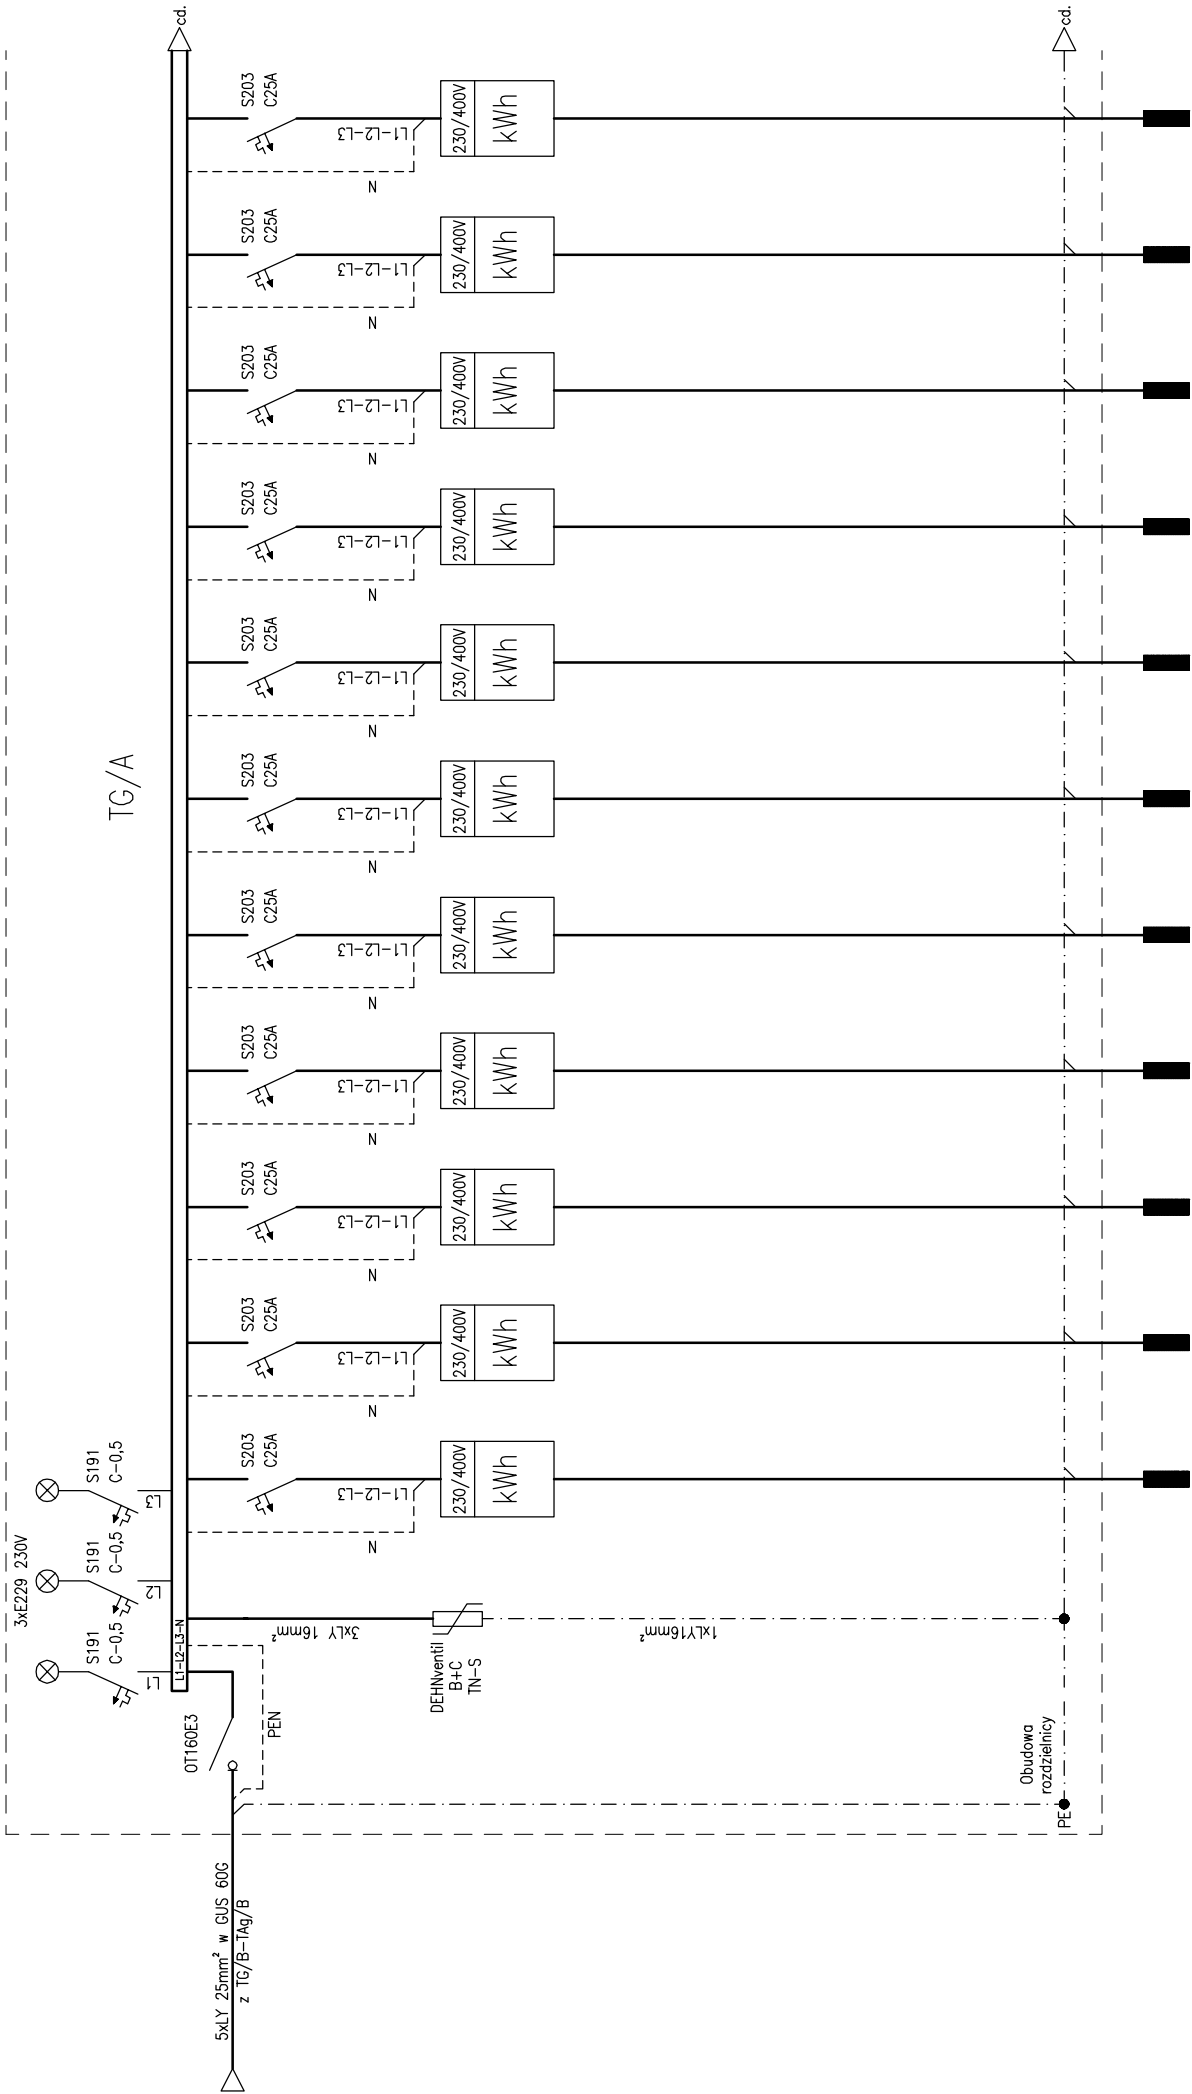 TG/A
3xE229 230V
S191
C-0,5
L1
S191
C-0,5
L2
S191
C-0,5
L3
cd.
L1-L2-L3-N
OT160E3
PEN
5xLY 25mm² w GUS 60G
z TG/B-TAg/B
3xLY 16mm²
DEHNventil
B+C
TN-S
1xLY16mm²
Obudowa
rozdzielnicy
PE
cd.
S203
C25A
L1-L2-L3
N
230/400V
kWh
S203
C25A
L1-L2-L3
N
230/400V
kWh
S203
C25A
L1-L2-L3
N
230/400V
kWh
S203
C25A
L1-L2-L3
N
230/400V
kWh
S203
C25A
L1-L2-L3
N
230/400V
kWh
S203
C25A
L1-L2-L3
N
230/400V
kWh
S203
C25A
L1-L2-L3
N
230/400V
kWh
S203
C25A
L1-L2-L3
N
230/400V
kWh
S203
C25A
L1-L2-L3
N
230/400V
kWh
S203
C25A
L1-L2-L3
N
230/400V
kWh
S203
C25A
L1-L2-L3
N
230/400V
kWh